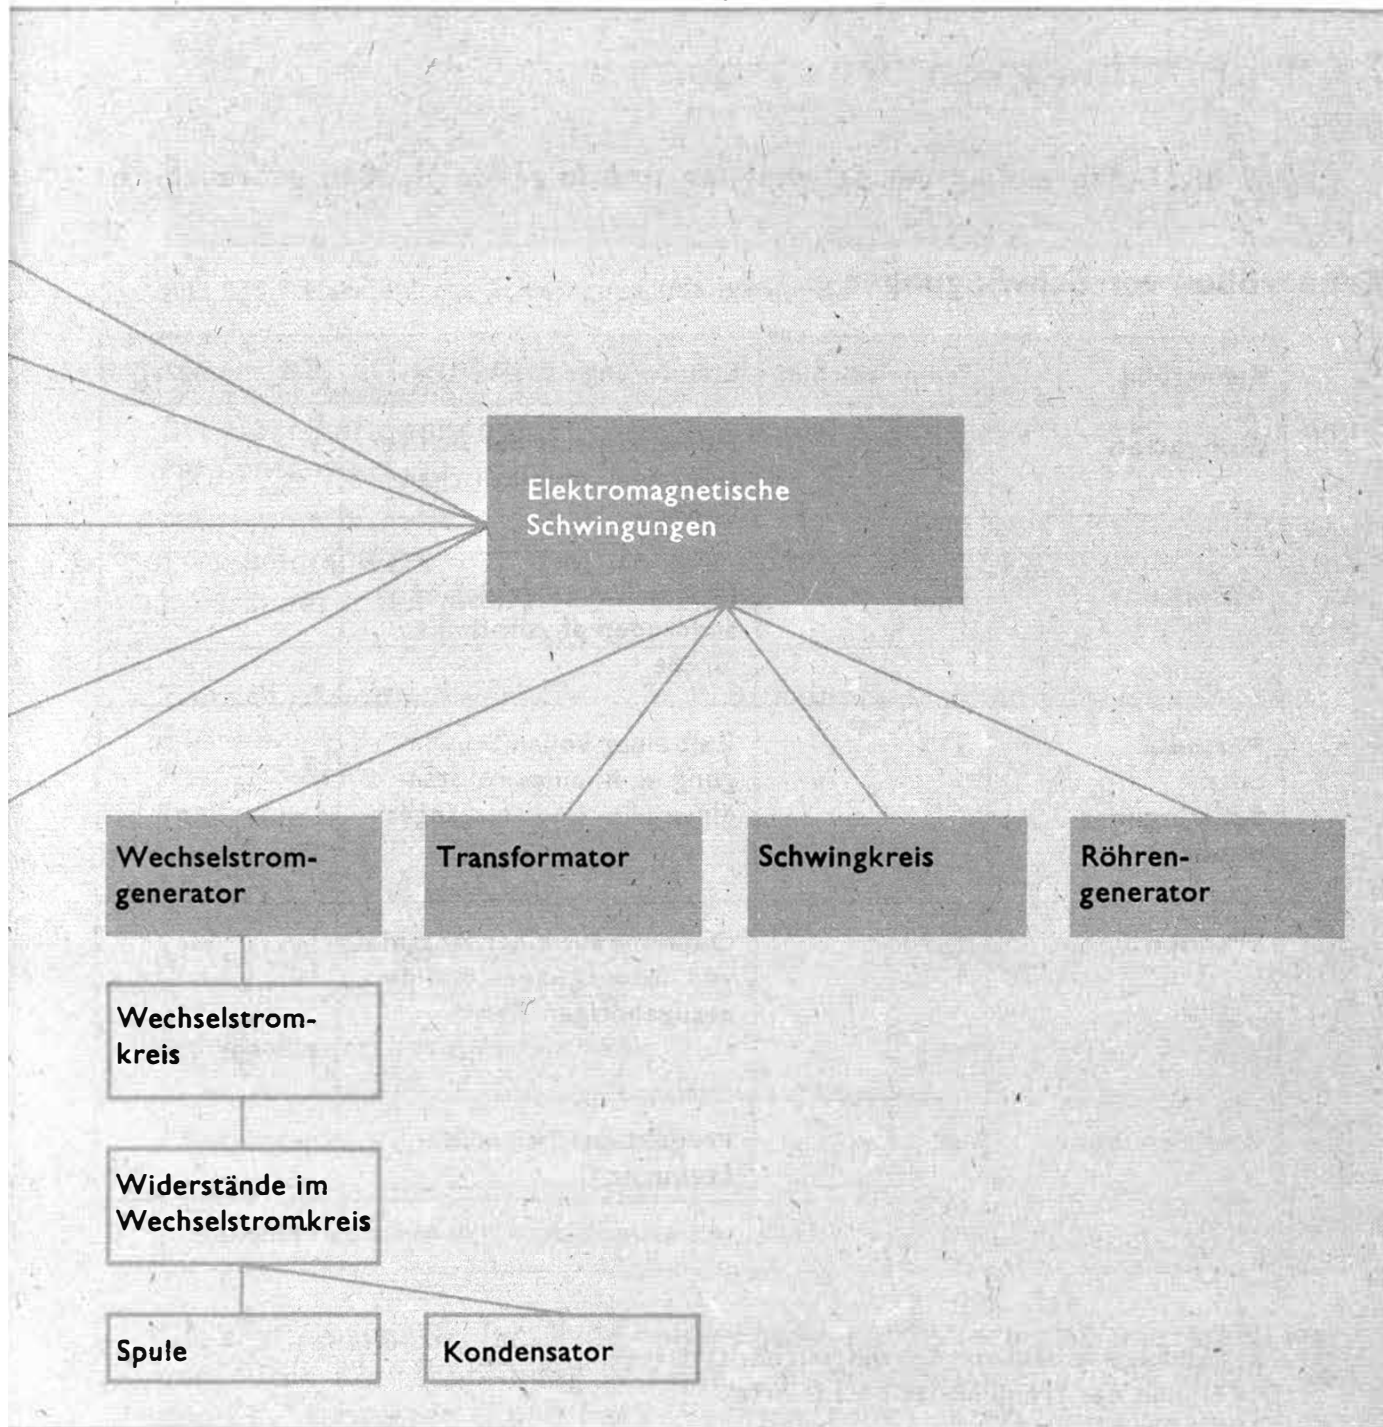 Elektromagnetische
Schwingungen
Wechselstrom-
generator
Transformator
Schwingkreis
Röhren-
generator
Wechselstrom-
kreis
Widerstände im
Wechselstromkreis
Spule
Kondensator